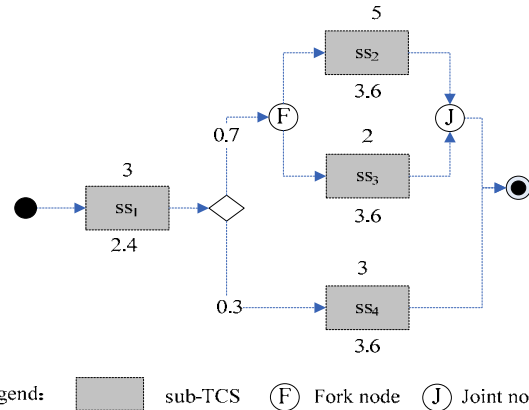 5
ss2
3.6
F
J
0.7
2
3
ss3
ss1
3.6
2.4
3
0.3
ss4
3.6
gend:
sub-TCS
F
Fork node
J
Joint no